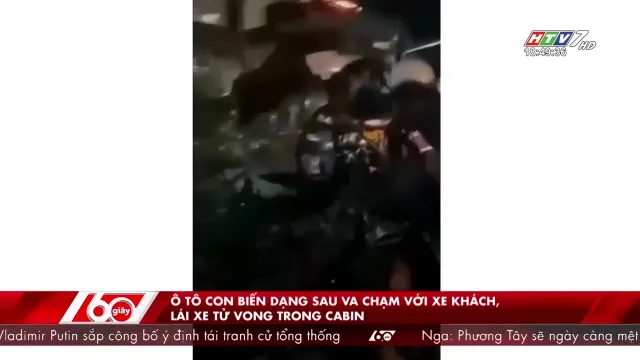 HTV7 HD
18:49:36
60 giây
Ô TÔ CON BIẾN DẠNG SAU VA CHẠM VỚI XE KHÁCH,
LÁI XE TỬ VONG TRONG CABIN
Vladimir Putin sắp công bố ý định tái tranh cử tổng thống 60 giây Nga: Phương Tây sẽ ngày càng mệt